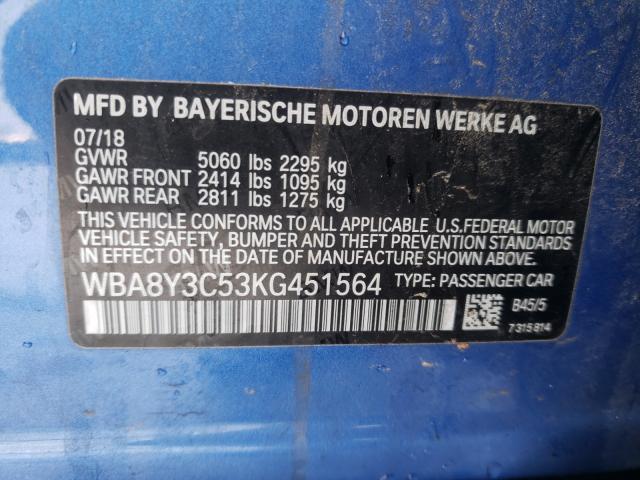 MFD BY BAYERISCHE MOTOREN WERKE AG
07/18
GVWR 5060 lbs 2295 kg
GAWR FRONT 2414 lbs 1095 kg
GAWR REAR 2811 lbs 1275 kg
THIS VEHICLE CONFORMS TO ALL APPLICABLE U.S.FEDERAL MOTOR
VEHICLE SAFETY, BUMPER AND THEFT PREVENTION STANDARDS
IN EFFECT ON THE DATE OF MANUFACTURE SHOWN ABOVE.
WBA8Y3C53KG451564 TYPE: PASSENGER CAR
B45/5
7315814